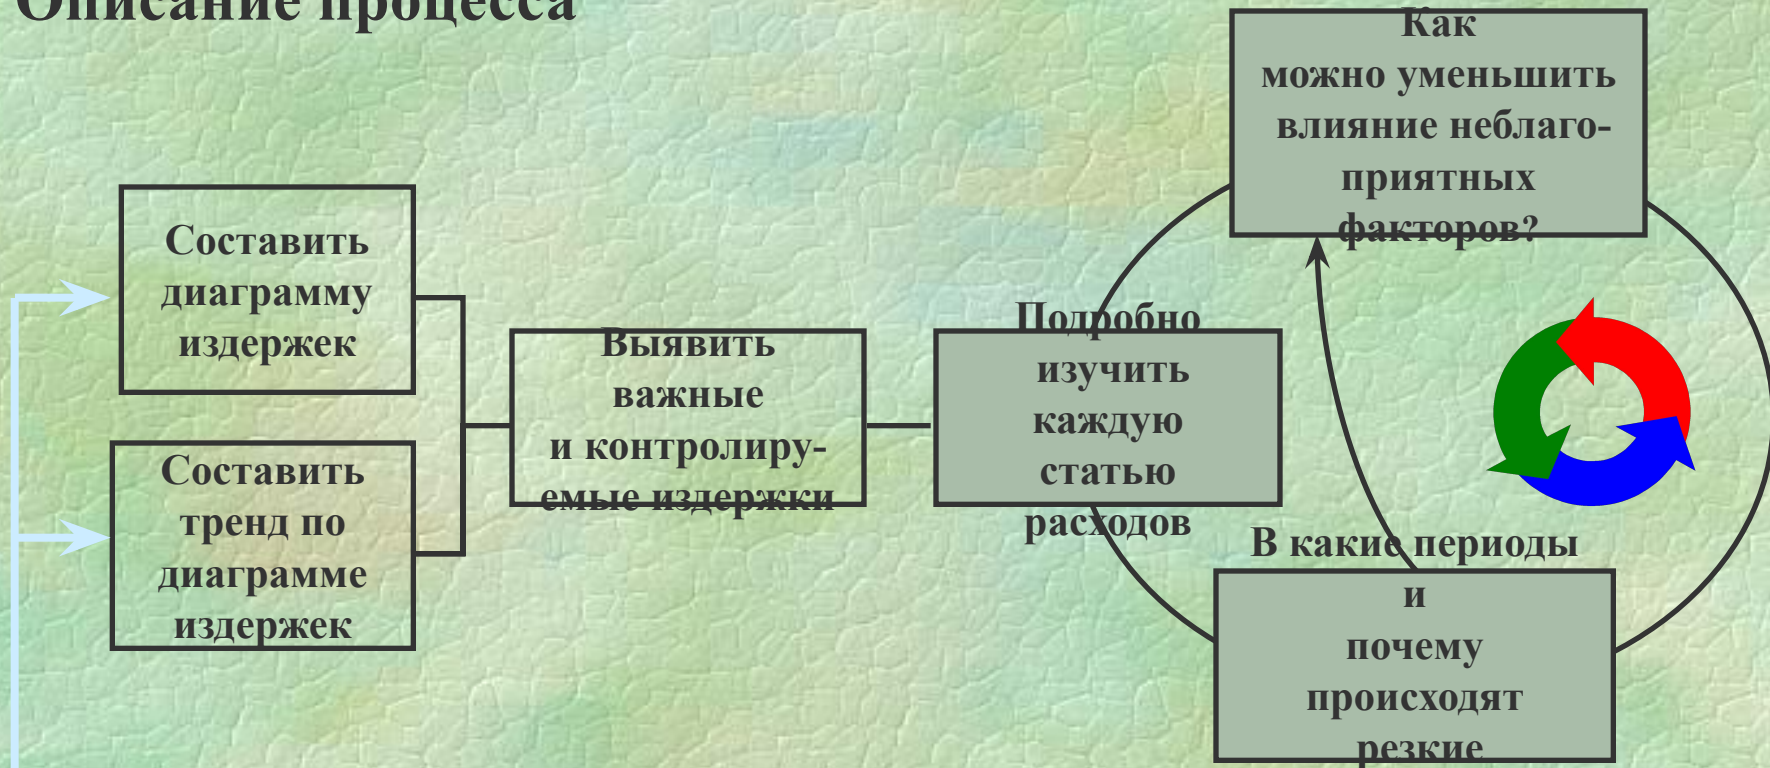 Описание процесса
Как
можно уменьшить
влияние неблаго-
приятных
факторов?
Составить
диаграмму
издержек
Составить
тренд по
диаграмме
издержек
Выявить
важные
и контролиру-
емые издержки
Подробно
изучить
каждую
статью
расходов
В какие периоды
и
почему
происходят
резкие